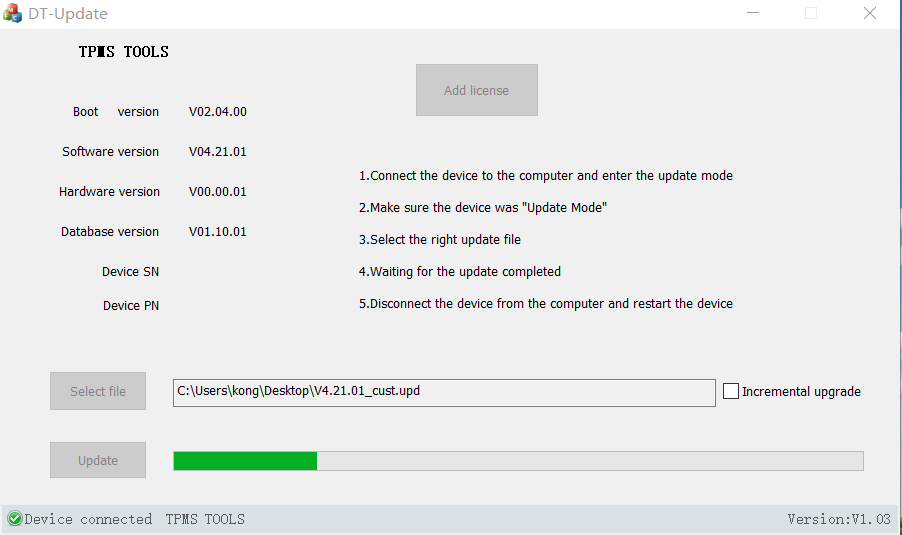 DT-Update
TPMS TOOLS
Add license
Boot version V02.04.00
Software version V04.21.01
Hardware version V00.00.01
Database version V01.10.01
Device SN
Device PN
1.Connect the device to the computer and enter the update mode
2.Make sure the device was "Update Mode"
3.Select the right update file
4.Waiting for the update completed
5.Disconnect the device from the computer and restart the device
Select file C:\Users\kong\Desktop\V4.21.01_cust.upd Incremental upgrade
Update
Device connected TPMS TOOLS Version:V1.03